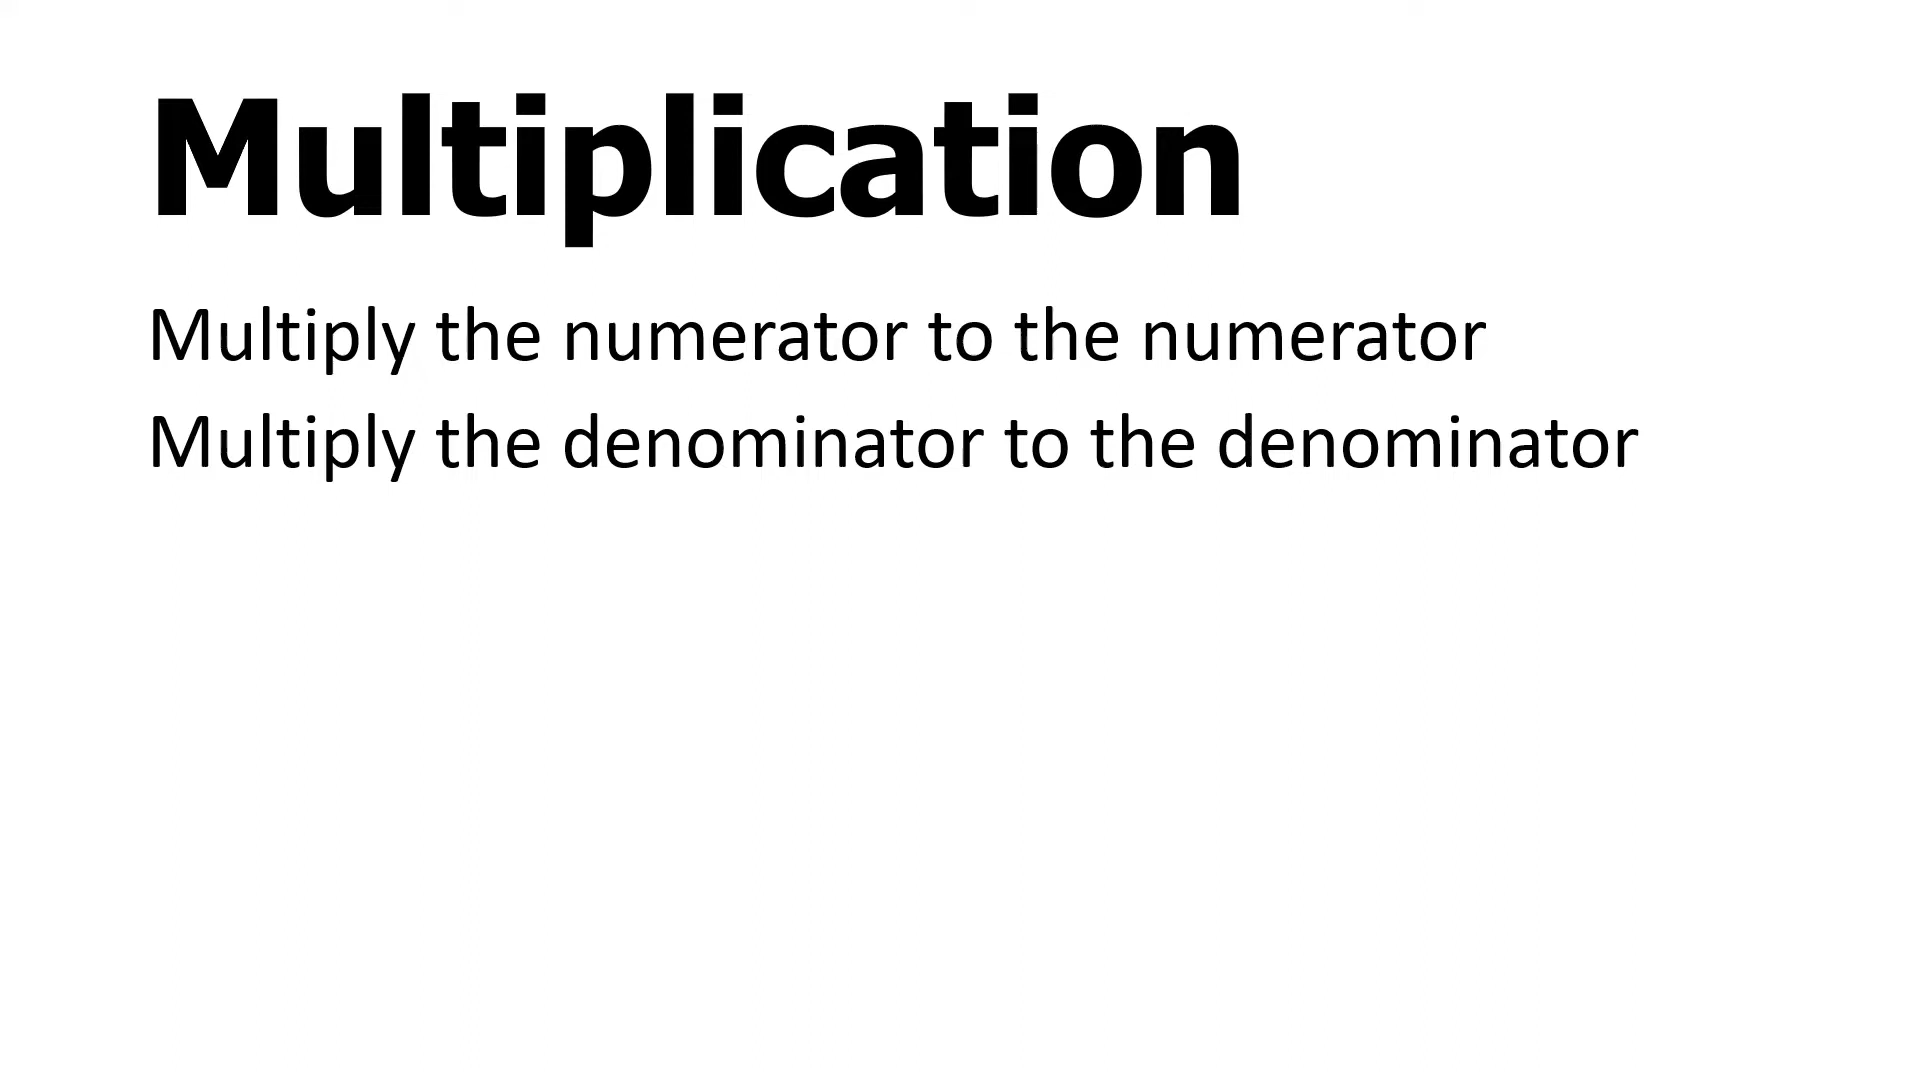 Multiplication
Multiply the numerator to the numerator
Multiply the denominator to the denominator